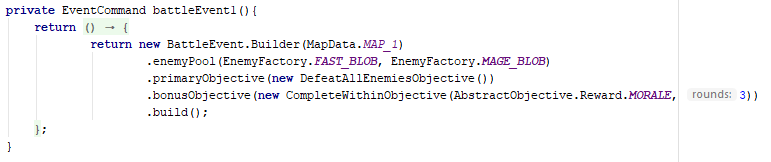 private EventCommand battleEvent1(){
return () → {
return new BattleEvent.Builder(MapData.MAP_1)
.enemyPool(EnemyFactory.FAST_BLOB, EnemyFactory.MAGE_BLOB)
.primaryObjective(new DefeatAllEnemiesObjective())
.bonusObjective(new CompleteWithinObjective(AbstractObjective.Reward.MORALE, rounds: 3))
.build();
};
}